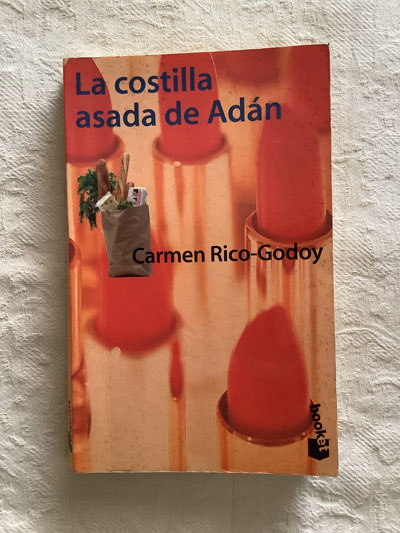 La costilla
asada de Adán
Carmen Rico-Godoy
booket